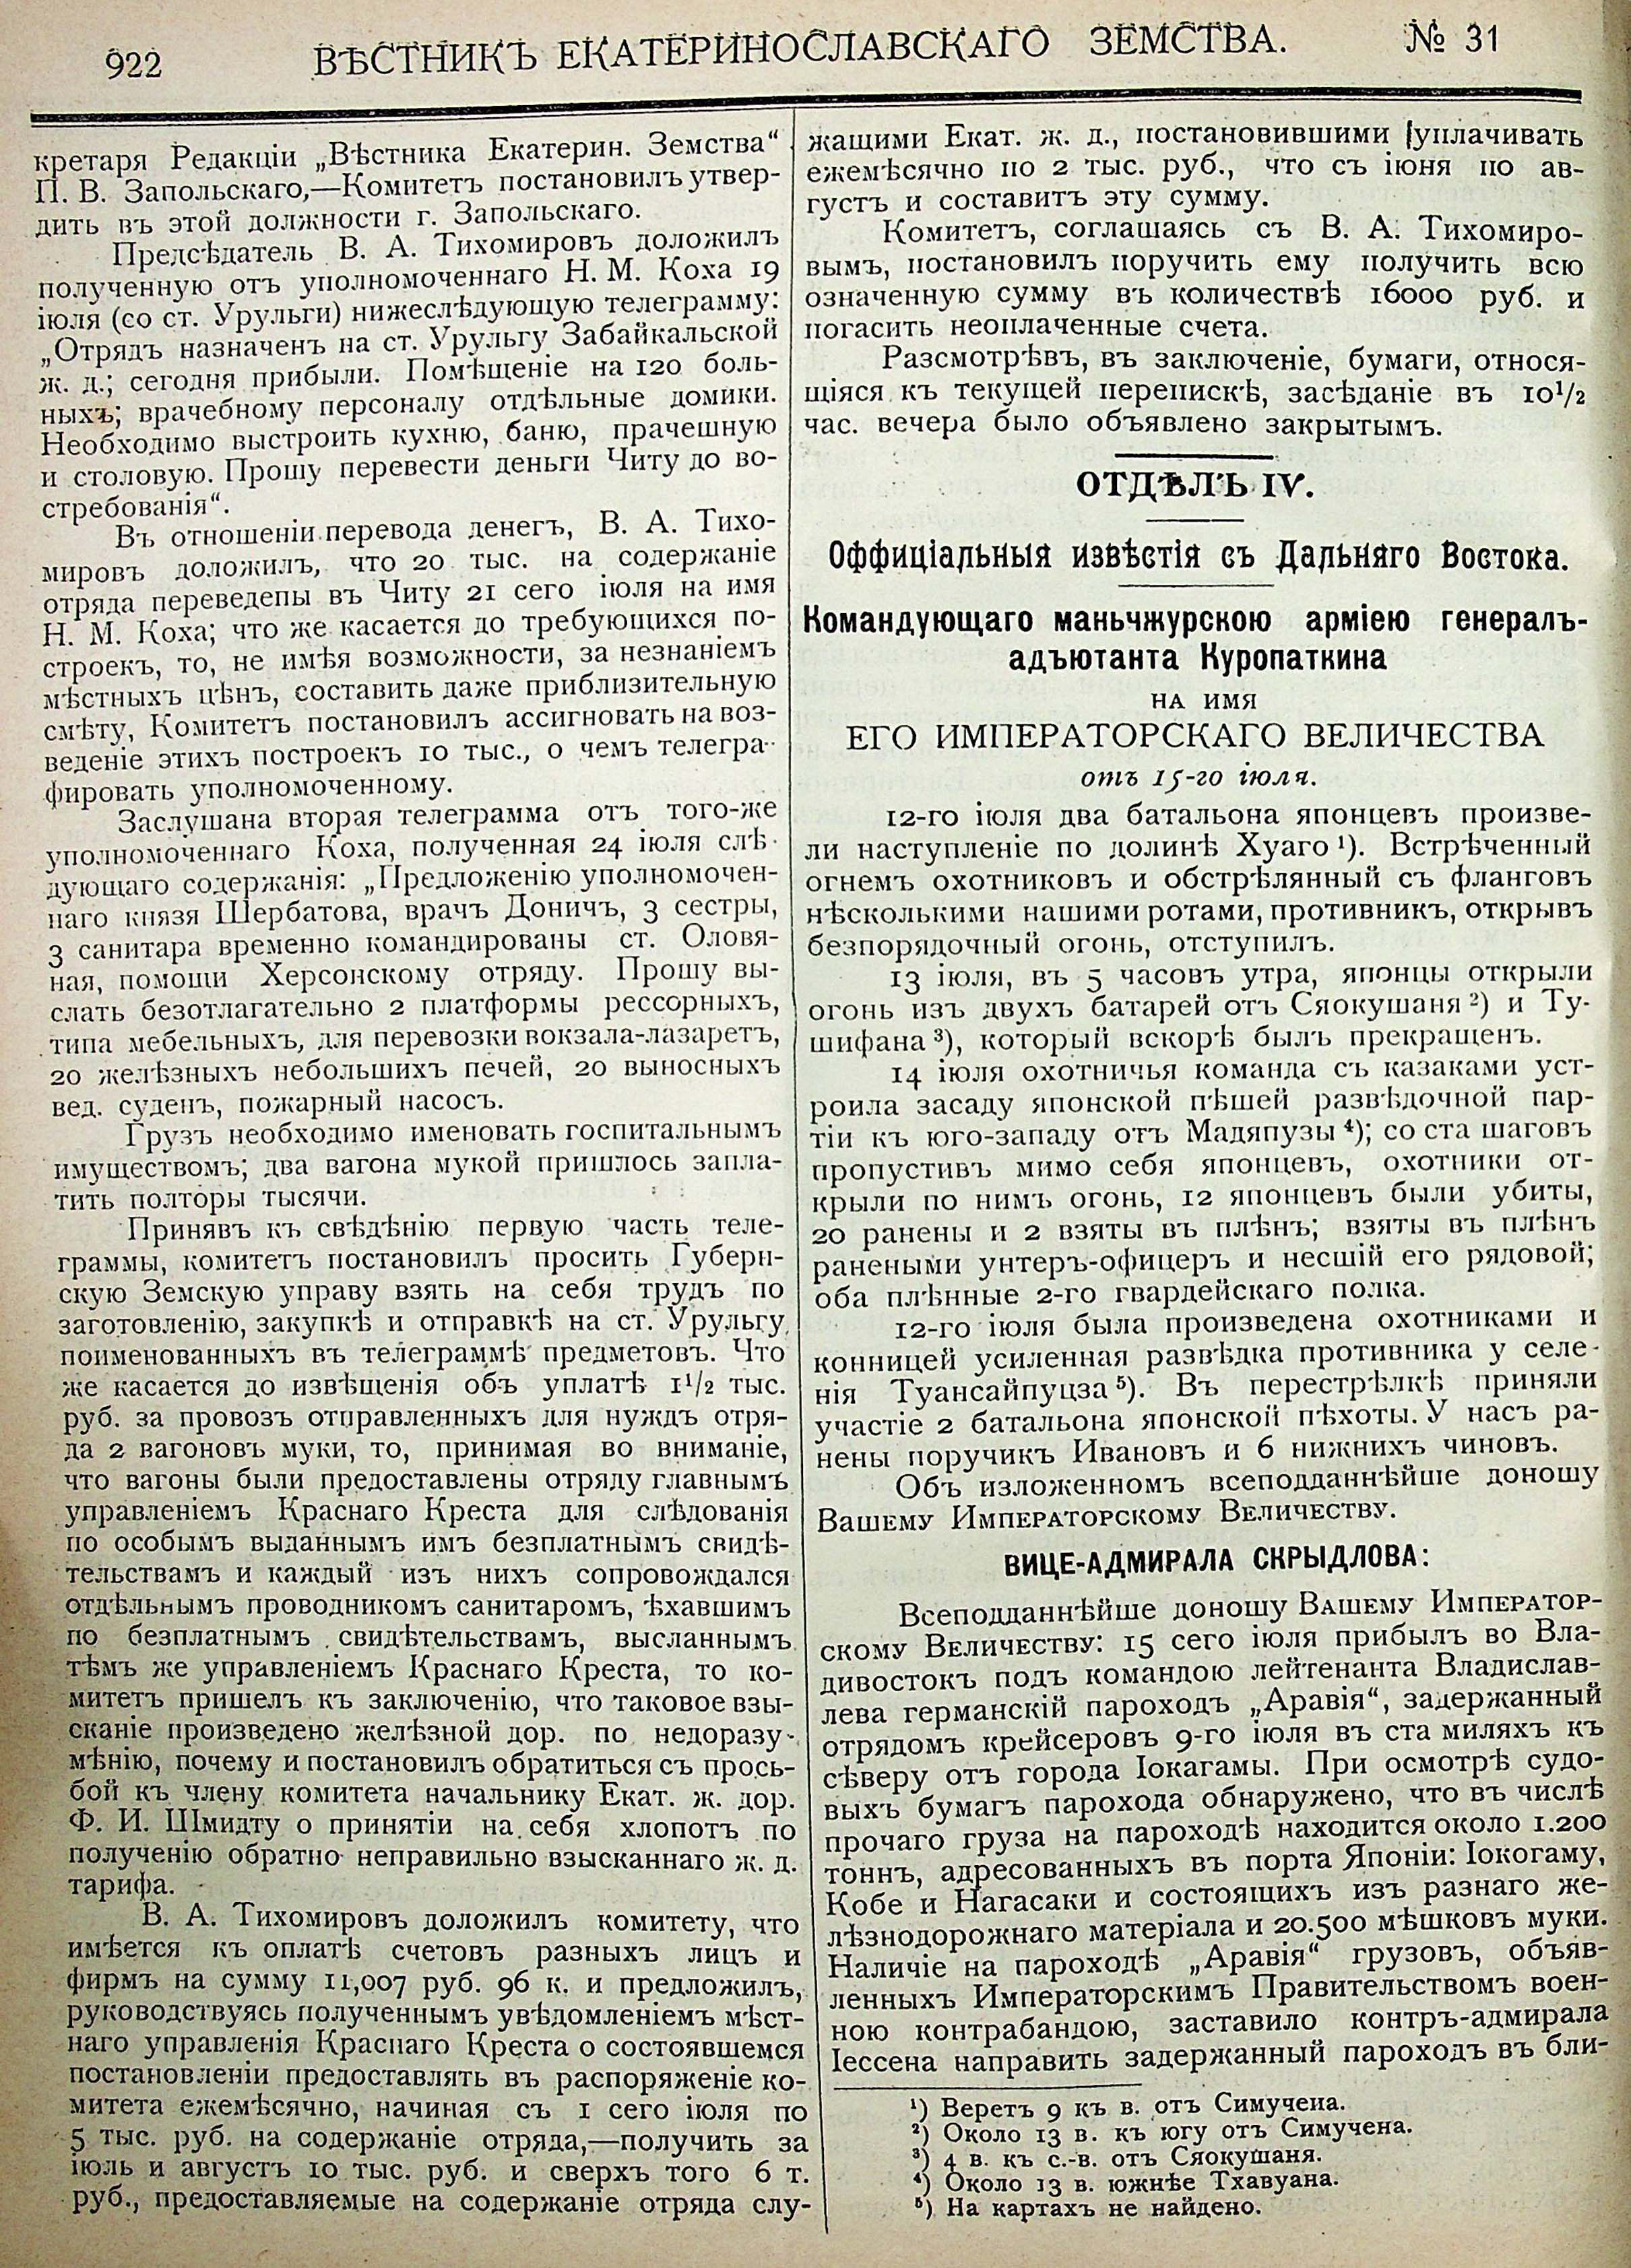 922 ВѢСТНИКЪ ЕКАТЕРИНОСЛАВСКАГО ЗЕМСТВА. № 31
кретаря Редакціи „Вѣстника Екатерин. Земства“
П. В. Запольскаго,—Комитетъ постановилъ утвер-
дить въ этой должности г. Запольскаго.
Предсѣдатель В. А. Тихомировъ доложилъ
полученную отъ уполномоченнаго Н. М. Коха 19
іюля (со ст. Урульги) нижеслѣдующую телеграмму:
„Отрядъ назначенъ на ст. Урульгу Забайкальской
ж. д.; сегодня прибыли. Помѣщеніе на 120 боль-
ныхъ; врачебному персоналу отдѣльные домики.
Необходимо выстроить кухню, баню, прачешную
и столовую. Прошу перевести деньги Читу до во-
стребованія“.
Въ отношеніи перевода денегъ, В. А. Тихо-
мировъ доложилъ, что 20 тыс. на содержаніе
отряда переведены въ Читу 21 сего іюля на имя
Н. М. Коха; что же касается до требующихся по-
строекъ, то, не имѣя возможности, за незнаніемъ
мѣстныхъ цѣнъ, составить даже приблизительную
смѣту, Комитетъ постановилъ ассигновать на воз-
веденіе этихъ построекъ 10 тыс., о чемъ телегра-
фировать уполномоченному.
Заслушана вторая телеграмма отъ того-же
уполномоченнаго Коха, полученная 24 іюля слѣ-
дующаго содержанія: „Предложенію уполномочен-
наго князя Шербатова, врачъ Доничъ, 3 сестры,
3 санитара временно командированы ст. Оловя-
ная, помощи Херсонскому отряду. Прошу вы-
слать безотлагательно 2 платформы рессорныхъ,
типа мебельныхъ, для перевозки вокзала-лазаретъ,
20 желѣзныхъ небольшихъ печей, 20 выносныхъ
вед. суденъ, пожарный насосъ.
Грузъ необходимо именовать госпитальнымъ
имуществомъ; два вагона мукой пришлось запла-
тить полторы тысячи.
Принявъ къ свѣдѣнію первую часть теле-
граммы, комитетъ постановилъ просить Губерн-
скую Земскую управу взять на себя трудъ по
заготовленію, закупкѣ и отправкѣ на ст. Урульгу
поименованныхъ въ телеграммѣ предметовъ. Что
же касается до извѣщенія объ уплатѣ 1½ тыс.
руб. за провозъ отправленныхъ для нуждъ отря-
да 2 вагоновъ муки, то, принимая во вниманіе,
что вагоны были предоставлены отряду главнымъ
управленіемъ Краснаго Креста для слѣдованія
по особымъ выданнымъ имъ безплатнымъ свидѣ-
тельствамъ и каждый изъ нихъ сопровождался
отдѣльнымъ проводникомъ санитаромъ, ѣхавшимъ
по безплатнымъ свидѣтельствамъ, высланнымъ
тѣмъ же управленіемъ Краснаго Креста, то ко-
митетъ пришелъ къ заключенію, что таковое взы-
сканіе произведено желѣзной дор. по недоразу-
мѣнію, почему и постановилъ обратиться съ прось-
бой къ члену комитета начальнику Екат. ж. дор.
Ф. И. Шмидту о принятіи на себя хлопотъ по
полученію обратно неправильно взысканнаго ж. д.
тарифа.
В. А. Тихомировъ доложилъ комитету, что
имѣется къ оплатѣ счетовъ разныхъ лицъ и
фирмъ на сумму 11,007 руб. 96 к. и предложилъ,
руководствуясь полученнымъ увѣдомленіемъ мѣст-
наго управленія Краснаго Креста о состоявшемся
постановленіи предоставлять въ распоряженіе ко-
митета ежемѣсячно, начиная съ 1 сего іюля по
5 тыс. руб. на содержаніе отряда,—получить за
іюль и августъ 10 тыс. руб. и сверхъ того 6 т.
руб., предоставляемые на содержаніе отряда слу-
жащими Екат. ж. д., постановившими уплачивать
ежемѣсячно по 2 тыс. руб., что съ іюня по ав-
густъ и составитъ эту сумму.
Комитетъ, соглашаясь съ В. А. Тихомиро-
вымъ, постановилъ поручить ему получить всю
означенную сумму въ количествѣ 16000 руб. и
погасить неоплаченные счета.
Разсмотрѣвъ, въ заключеніе, бумаги, относя-
щіяся къ текущей перепискѣ, засѣданіе въ 10½
час. вечера было объявлено закрытымъ.
ОТДѢЛЪ IV.
Оффиціальныя извѣстія съ Дальняго Востока.
Командующаго маньчжурскою арміею генералъ-
адъютанта Куропаткина
НА ИМЯ
ЕГО ИМПЕРАТОРСКАГО ВЕЛИЧЕСТВА
отъ 15-го іюля.
12-го іюля два батальона японцевъ произве-
ли наступленіе по долинѣ Хуаго ¹). Встрѣченный
огнемъ охотниковъ и обстрѣлянный съ фланговъ
нѣсколькими нашими ротами, противникъ, открывъ
безпорядочный огонь, отступилъ.
13 іюля, въ 5 часовъ утра, японцы открыли
огонь изъ двухъ батарей отъ Сяокушаня ²) и Ту-
шифана ³), который вскорѣ былъ прекращенъ.
14 іюля охотничья команда съ казаками уст-
роила засаду японской пѣшей развѣдочной пар-
тіи къ юго-западу отъ Мадяпузы ⁴); со ста шаговъ
пропустивъ мимо себя японцевъ, охотники от-
крыли по нимъ огонь, 12 японцевъ были убиты,
20 ранены и 2 взяты въ плѣнъ; взяты въ плѣнъ
ранеными унтеръ-офицеръ и несшій его рядовой;
оба плѣнные 2-го гвардейскаго полка.
12-го іюля была произведена охотниками и
конницей усиленная развѣдка противника у селе-
нія Туансайпуцза ⁵). Въ перестрѣлкѣ приняли
участіе 2 батальона японской пѣхоты. У насъ ра-
нены поручикъ Ивановъ и 6 нижнихъ чиновъ.
Объ изложенномъ всеподданнѣйше доношу
Вашему Императорскому Величеству.
ВИЦЕ-АДМИРАЛА СКРЫДЛОВА:
Всеподданнѣйше доношу Вашему Император-
скому Величеству: 15 сего іюля прибылъ во Вла-
дивостокъ подъ командою лейтенанта Владислав-
лева германскій пароходъ „Аравія“, задержанный
отрядомъ крейсеровъ 9-го іюля въ ста миляхъ къ
сѣверу отъ города Іокагамы. При осмотрѣ судо-
выхъ бумагъ парохода обнаружено, что въ числѣ
прочаго груза на пароходѣ находится около 1.200
тоннъ, адресованныхъ въ порта Японіи: Іокогаму,
Кобе и Нагасаки и состоящихъ изъ разнаго же-
лѣзнодорожнаго матеріала и 20.500 мѣшковъ муки.
Наличіе на пароходѣ „Аравія“ грузовъ, объяв-
ленныхъ Императорскимъ Правительствомъ воен-
ною контрабандою, заставило контръ-адмирала
Іессена направить задержанный пароходъ въ бли-
¹) Веретъ 9 къ в. отъ Симучена.
²) Около 13 в. къ югу отъ Симучена.
³) 4 в. къ с.-в. отъ Сяокушаня.
⁴) Около 13 в. южнѣе Тхавуана.
⁵) На картахъ не найдено.